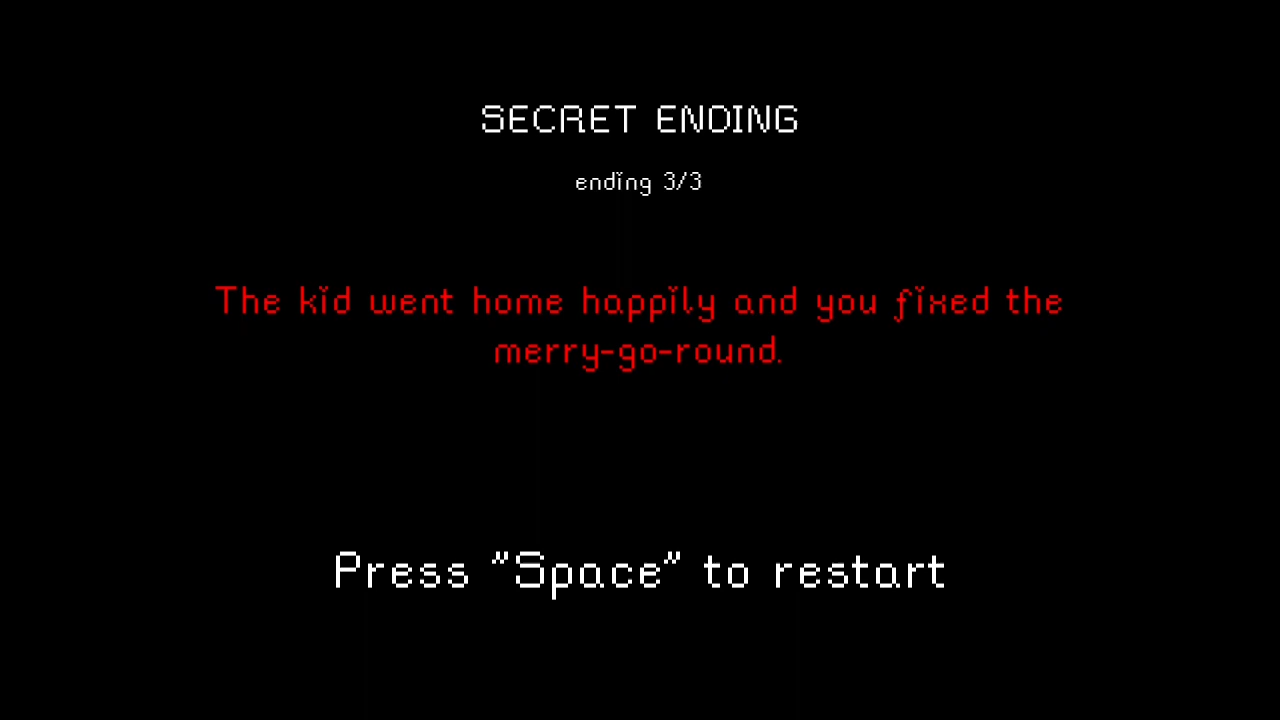 SECRET ENDING
ending 3/3
The kid went home happily and you fixed the
merry-go-round.
Press "Space" to restart